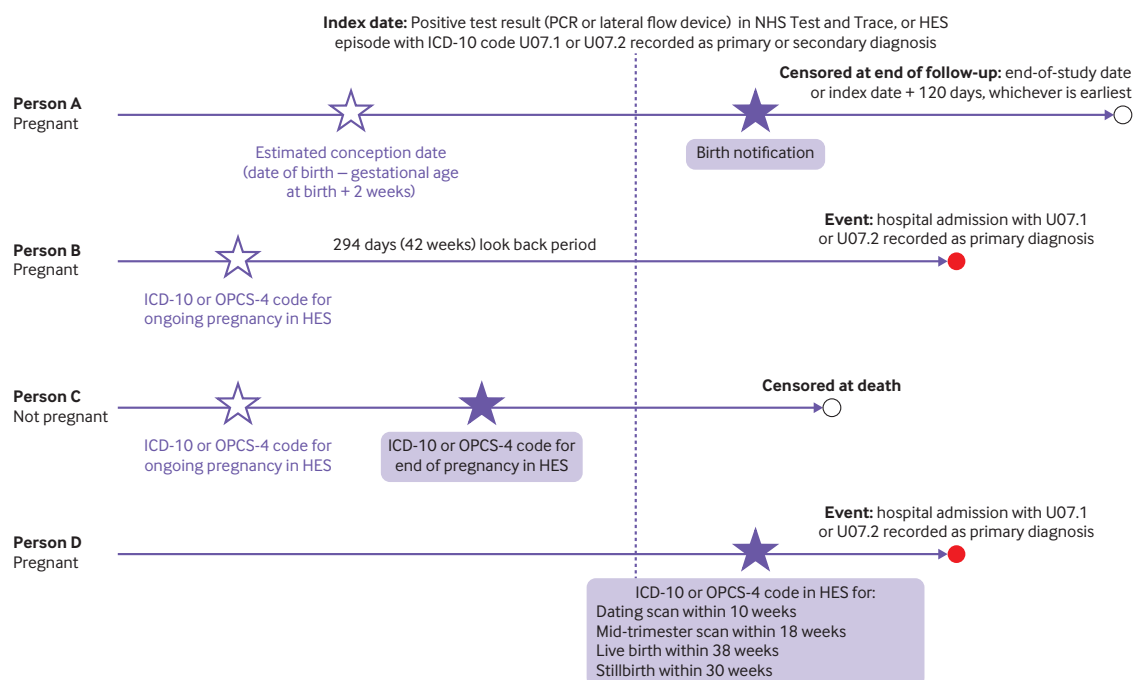 Index date: Positive test result (PCR or lateral flow device) in NHS Test and Trace, or HES
episode with ICD-10 code U07.1 or U07.2 recorded as primary or secondary diagnosis
Censored at end of follow-up: end-of-study date
or index date + 120 days, whichever is earliest
Person A
Pregnant
Estimated conception date
(date of birth – gestational age
at birth + 2 weeks)
Birth notification
Event: hospital admission with U07.1
or U07.2 recorded as primary diagnosis
Person B
Pregnant
294 days (42 weeks) look back period
ICD-10 or OPCS-4 code for
ongoing pregnancy in HES
Person C
Not pregnant
Censored at death
ICD-10 or OPCS-4 code for
ongoing pregnancy in HES
ICD-10 or OPCS-4 code for
end of pregnancy in HES
Event: hospital admission with U07.1
or U07.2 recorded as primary diagnosis
Person D
Pregnant
ICD-10 or OPCS-4 code in HES for:
Dating scan within 10 weeks
Mid-trimester scan within 18 weeks
Live birth within 38 weeks
Stillbirth within 30 weeks